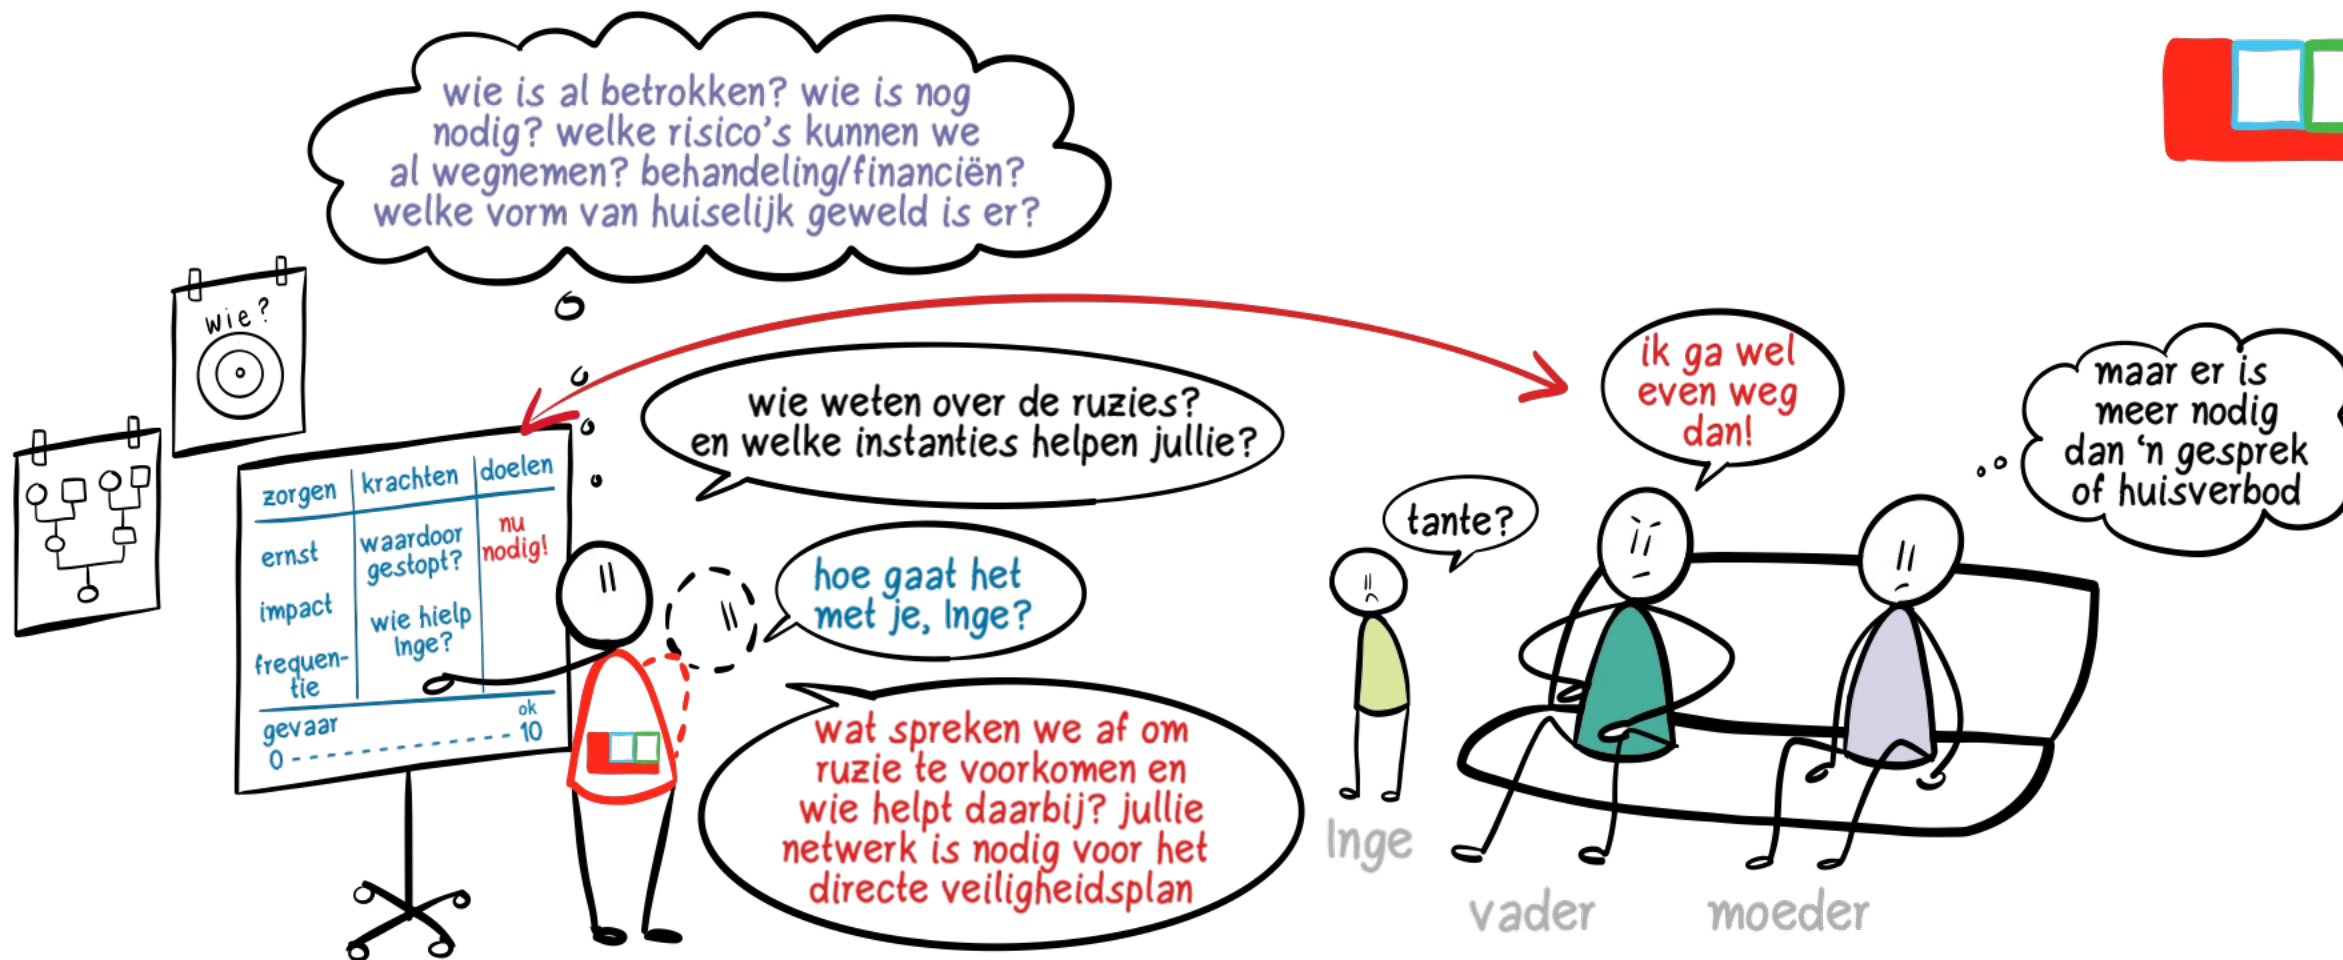 wie is al betrokken? wie is nog
nodig? welke risico's kunnen we
al wegnemen? behandeling/financiën?
welke vorm van huiselijk geweld is er?
wie?
zorgen krachten doelen
ernst
impact
frequen-
tie
waardoor
gestopt?
wie hielp
Inge?
nu
nodig!
gevaar ok
0 - - - - - - - - - - - - - 10
wie weten over de ruzies?
en welke instanties helpen jullie?
hoe gaat het
met je, Inge?
wat spreken we af om
ruzie te voorkomen en
wie helpt daarbij? jullie
netwerk is nodig voor het
directe veiligheidsplan
tante?
ik ga wel
even weg
dan!
maar er is
meer nodig
dan 'n gesprek
of huisverbod
Inge
vader
moeder